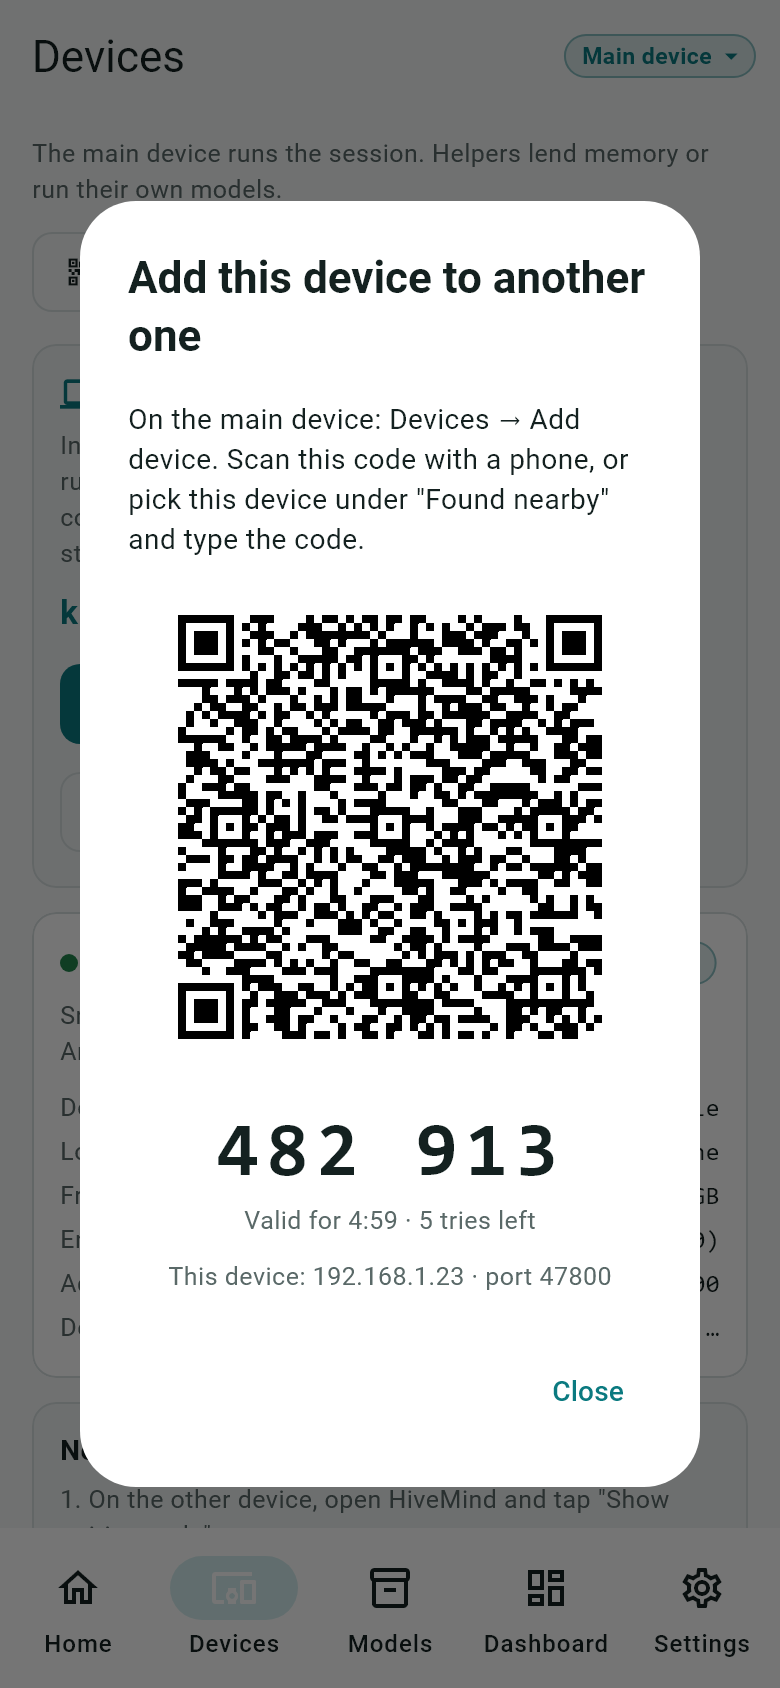 Devices
Main device
The main device runs the session. Helpers lend memory or
run their own models.
Add this device to another
one
On the main device: Devices → Add
device. Scan this code with a phone, or
pick this device under "Found nearby"
and type the code.
482 913
Valid for 4:59 · 5 tries left
This device: 192.168.1.23 · port 47800
Close
1. On the other device, open HiveMind and tap "Show
Home
Devices
Models
Dashboard
Settings